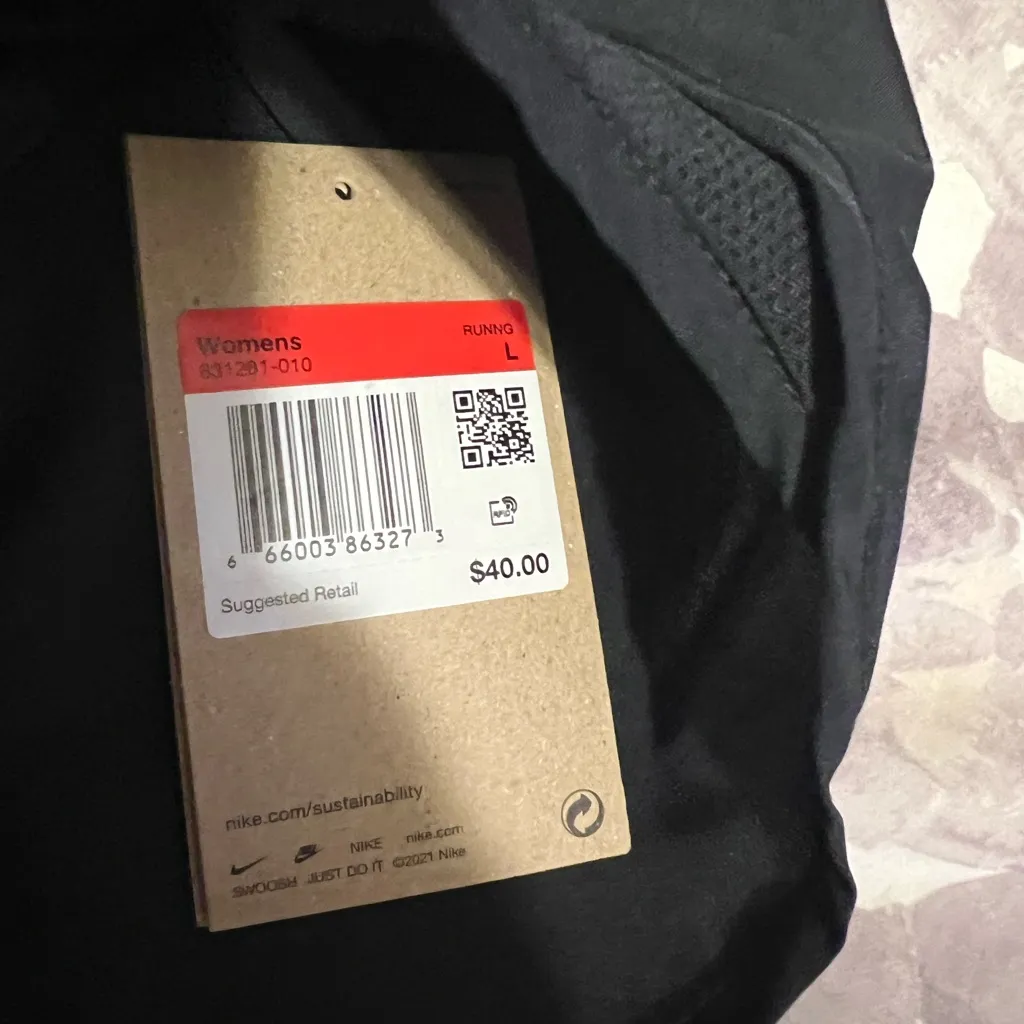 Womens
RUNNG
831281-010
L
RFID
6 66003 86327 3
$40.00
Suggested Retail
nike.com/sustainability
NIKE nike.com
SWOOSH JUST DO IT ©2021 Nike